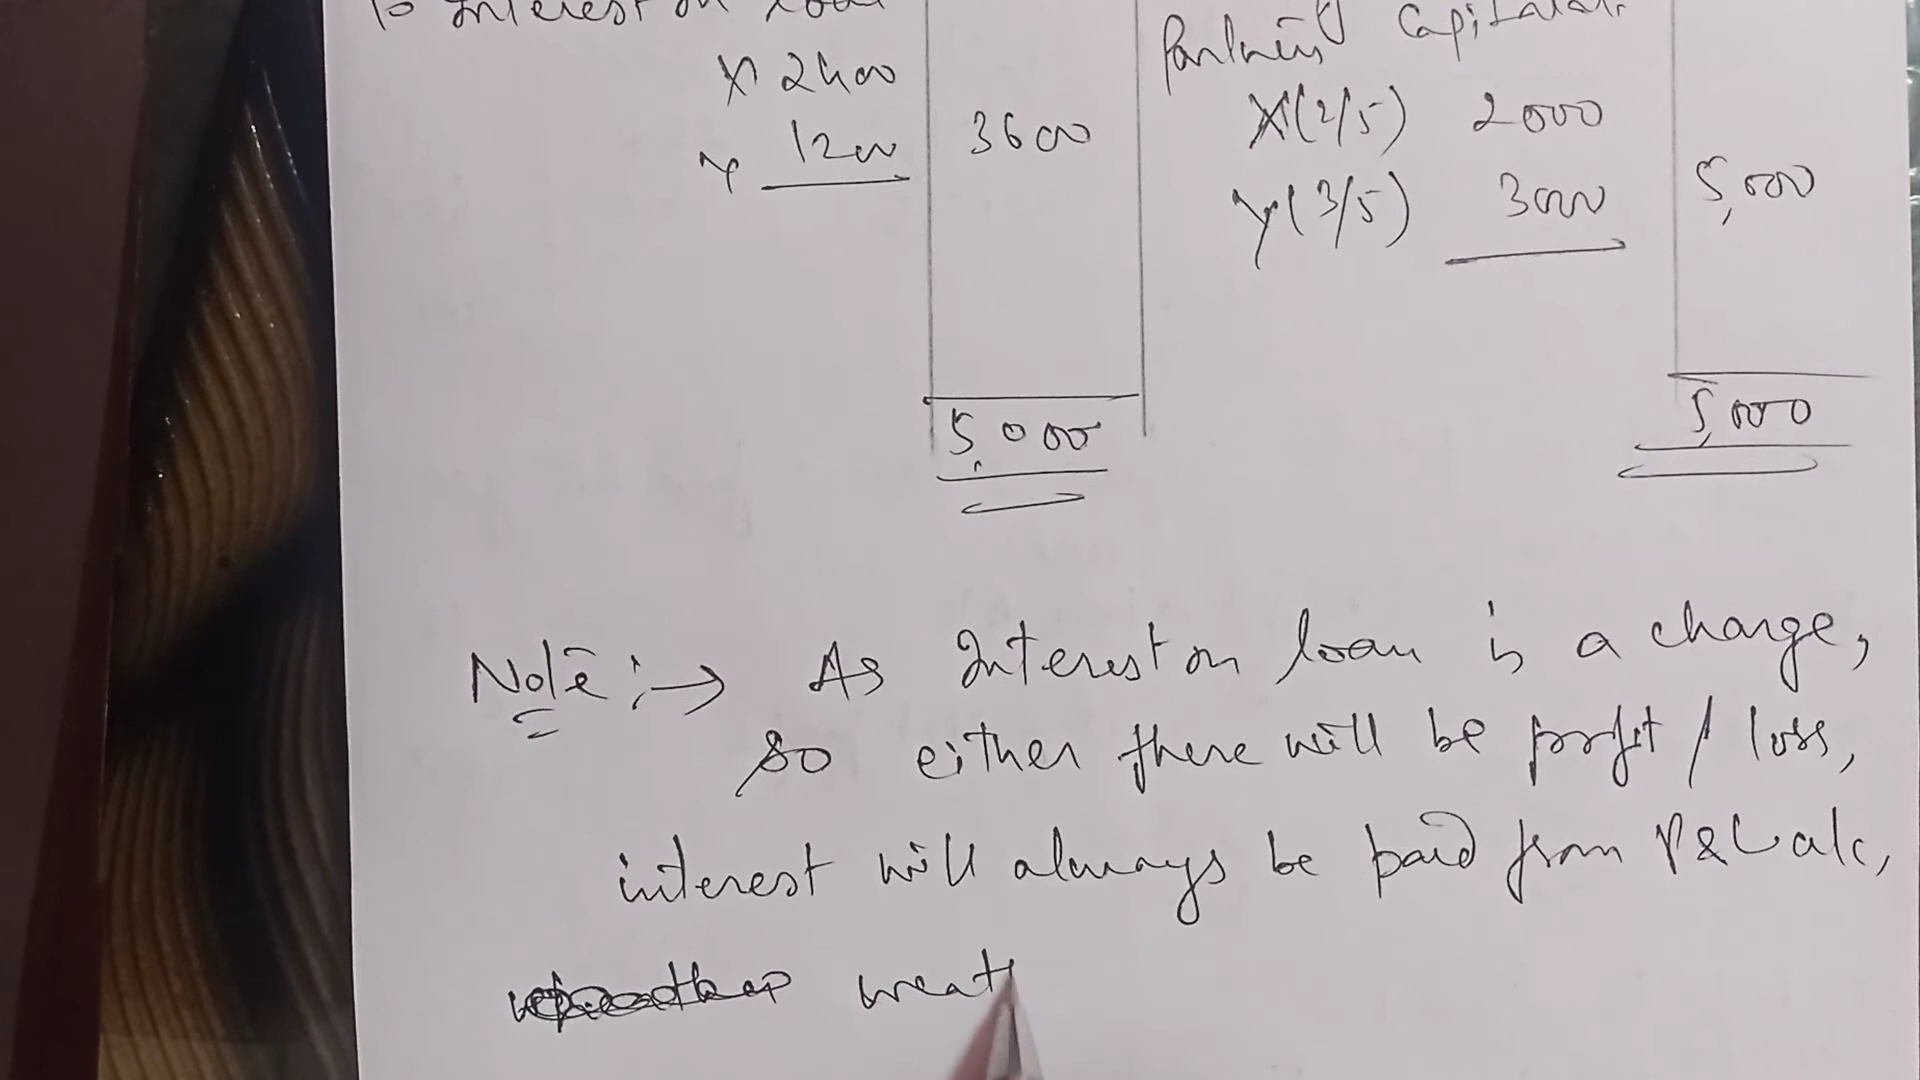 To Interest on loan
Partners' Capital a/c
X 2400
X (2/5) 2000
Y 1200 3600
Y (3/5) 3000 5,000
5,000 5,000
Note :→ As Interest on loan is a charge,
so either there will be profit / loss,
interest will always be paid from P&L a/c,
weat